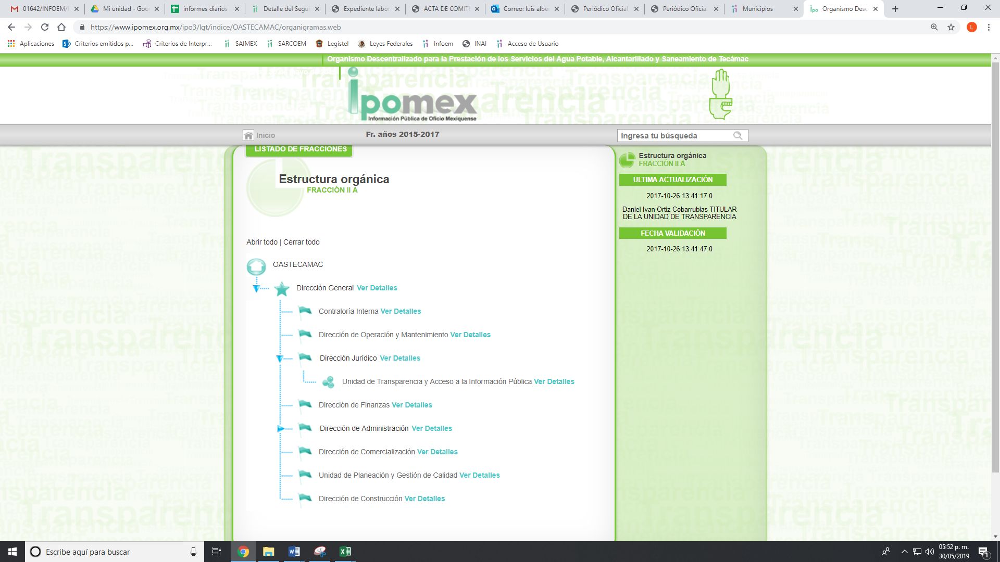 01642/INFOEM/I
Mi unidad - Goo
informes diarios
Detalle del Segui
Expediente labor
ACTA DE COMITE
Correo: luis albe
Periódico Oficial
Periódico Oficial
Municipios
Organismo Desc
https://www.ipomex.org.mx/ipo3/lgt/indice/OASTECAMAC/organigramas.web
L
Aplicaciones
Criterios emitidos p...
Criterios de Interpr...
SAIMEX
SARCOEM
Legistel
Leyes Federales
Infoem
INAI
Acceso de Usuario
Organismo Descentralizado para la Prestación de los Servicios del Agua Potable, Alcantarillado y Saneamiento de Tecámac
ipomex
Información Pública de Oficio Mexiquense
Inicio
Fr. años 2015-2017
Ingresa tu búsqueda
LISTADO DE FRACCIONES
Estructura orgánica
FRACCIÓN II A
Estructura orgánica
FRACCIÓN II A
ULTIMA ACTUALIZACIÓN
2017-10-26 13:41:17.0
Daniel Ivan Ortiz Cobarrubias TITULAR
DE LA UNIDAD DE TRANSPARENCIA
FECHA VALIDACIÓN
2017-10-26 13:41:47.0
Abrir todo | Cerrar todo
OASTECAMAC
Dirección General Ver Detalles
Contraloría Interna Ver Detalles
Dirección de Operación y Mantenimiento Ver Detalles
Dirección Jurídico Ver Detalles
Unidad de Transparencia y Acceso a la Información Pública Ver Detalles
Dirección de Finanzas Ver Detalles
Dirección de Administración Ver Detalles
Dirección de Comercialización Ver Detalles
Unidad de Planeación y Gestión de Calidad Ver Detalles
Dirección de Construcción Ver Detalles
Escribe aquí para buscar
05:52 p. m.
30/05/2019
1